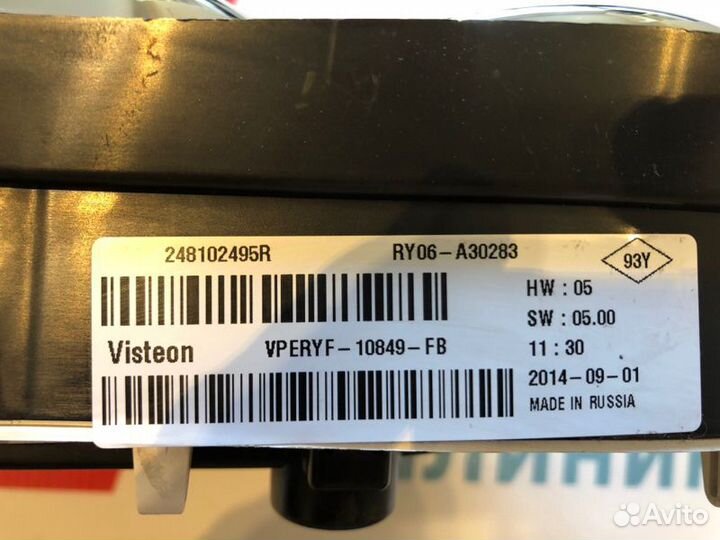 248102495R
RY06-A30283
93Y
HW : 05
SW : 05.00
Visteon
VPERYF-10849-FB
11 : 30
2014-09-01
MADE IN RUSSIA
Avito